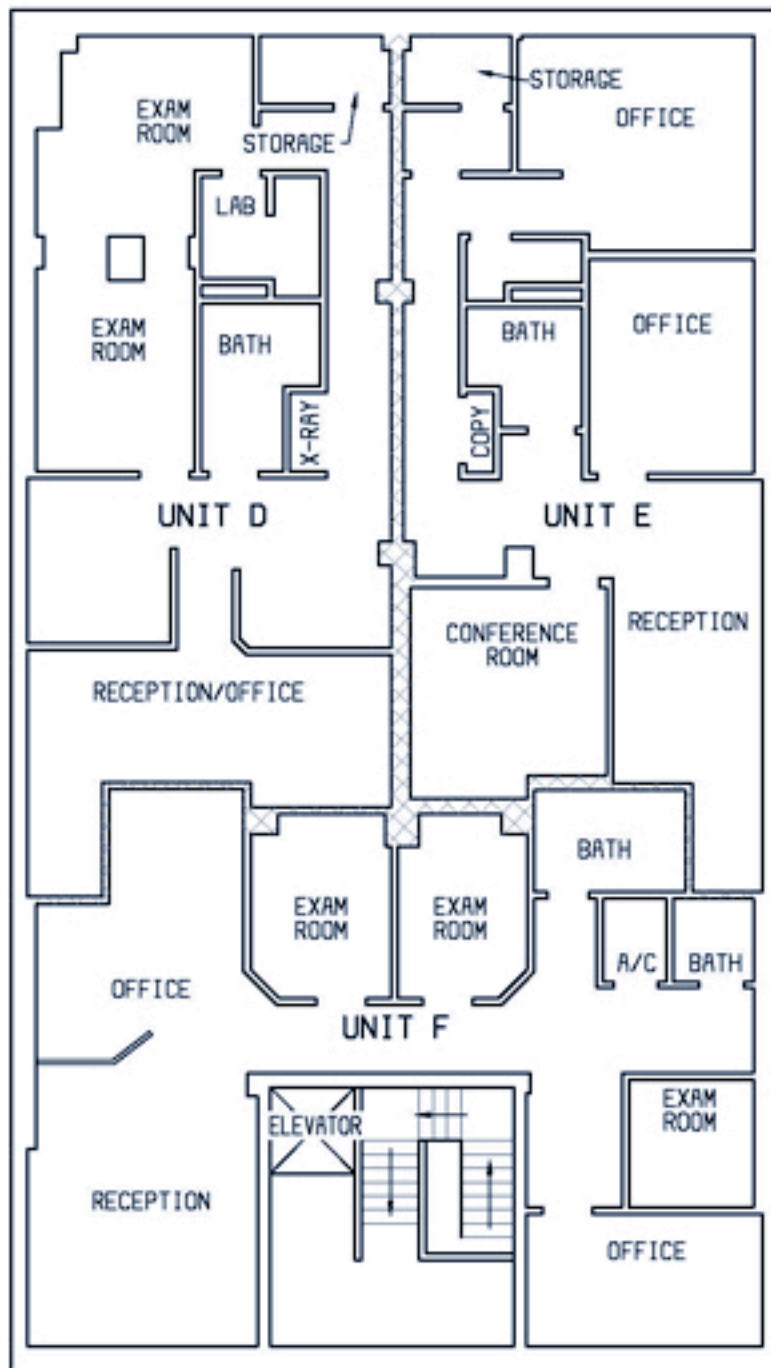 EXAM
ROOM
STORAGE
STORAGE
OFFICE
LAB
EXAM
ROOM
BATH
BATH
OFFICE
X-RAY
COPY
UNIT D
UNIT E
CONFERENCE
ROOM
RECEPTION
RECEPTION/OFFICE
BATH
EXAM
ROOM
EXAM
ROOM
OFFICE
A/C
BATH
UNIT F
EXAM
ROOM
ELEVATOR
RECEPTION
OFFICE